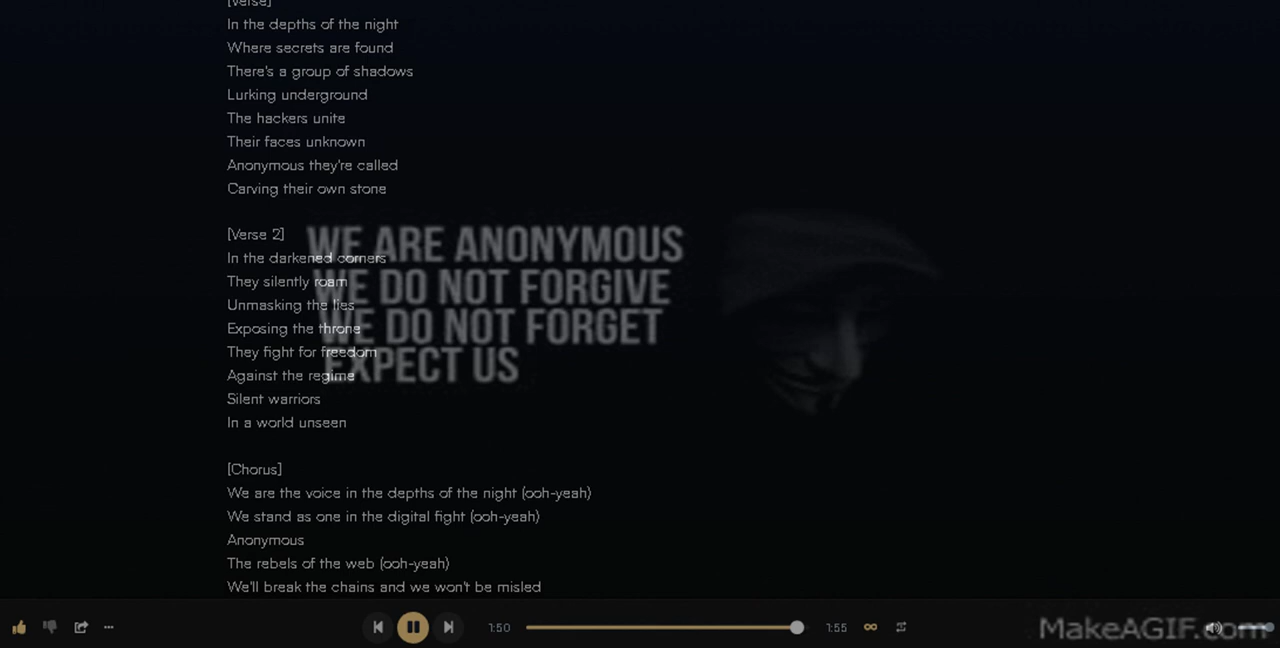 [Verse]
In the depths of the night
Where secrets are found
There's a group of shadows
Lurking underground
The hackers unite
Their faces unknown
Anonymous they're called
Carving their own stone
[Verse 2]
In the darkened corners
They silently roam
Unmasking the lies
Exposing the throne
They fight for freedom
Against the regime
Silent warriors
In a world unseen
WE ARE ANONYMOUS
WE DO NOT FORGIVE
WE DO NOT FORGET
EXPECT US
[Chorus]
We are the voice in the depths of the night (ooh-yeah)
We stand as one in the digital fight (ooh-yeah)
Anonymous
The rebels of the web (ooh-yeah)
We'll break the chains and we won't be misled
1:50 1:55
MakeAGIF.com